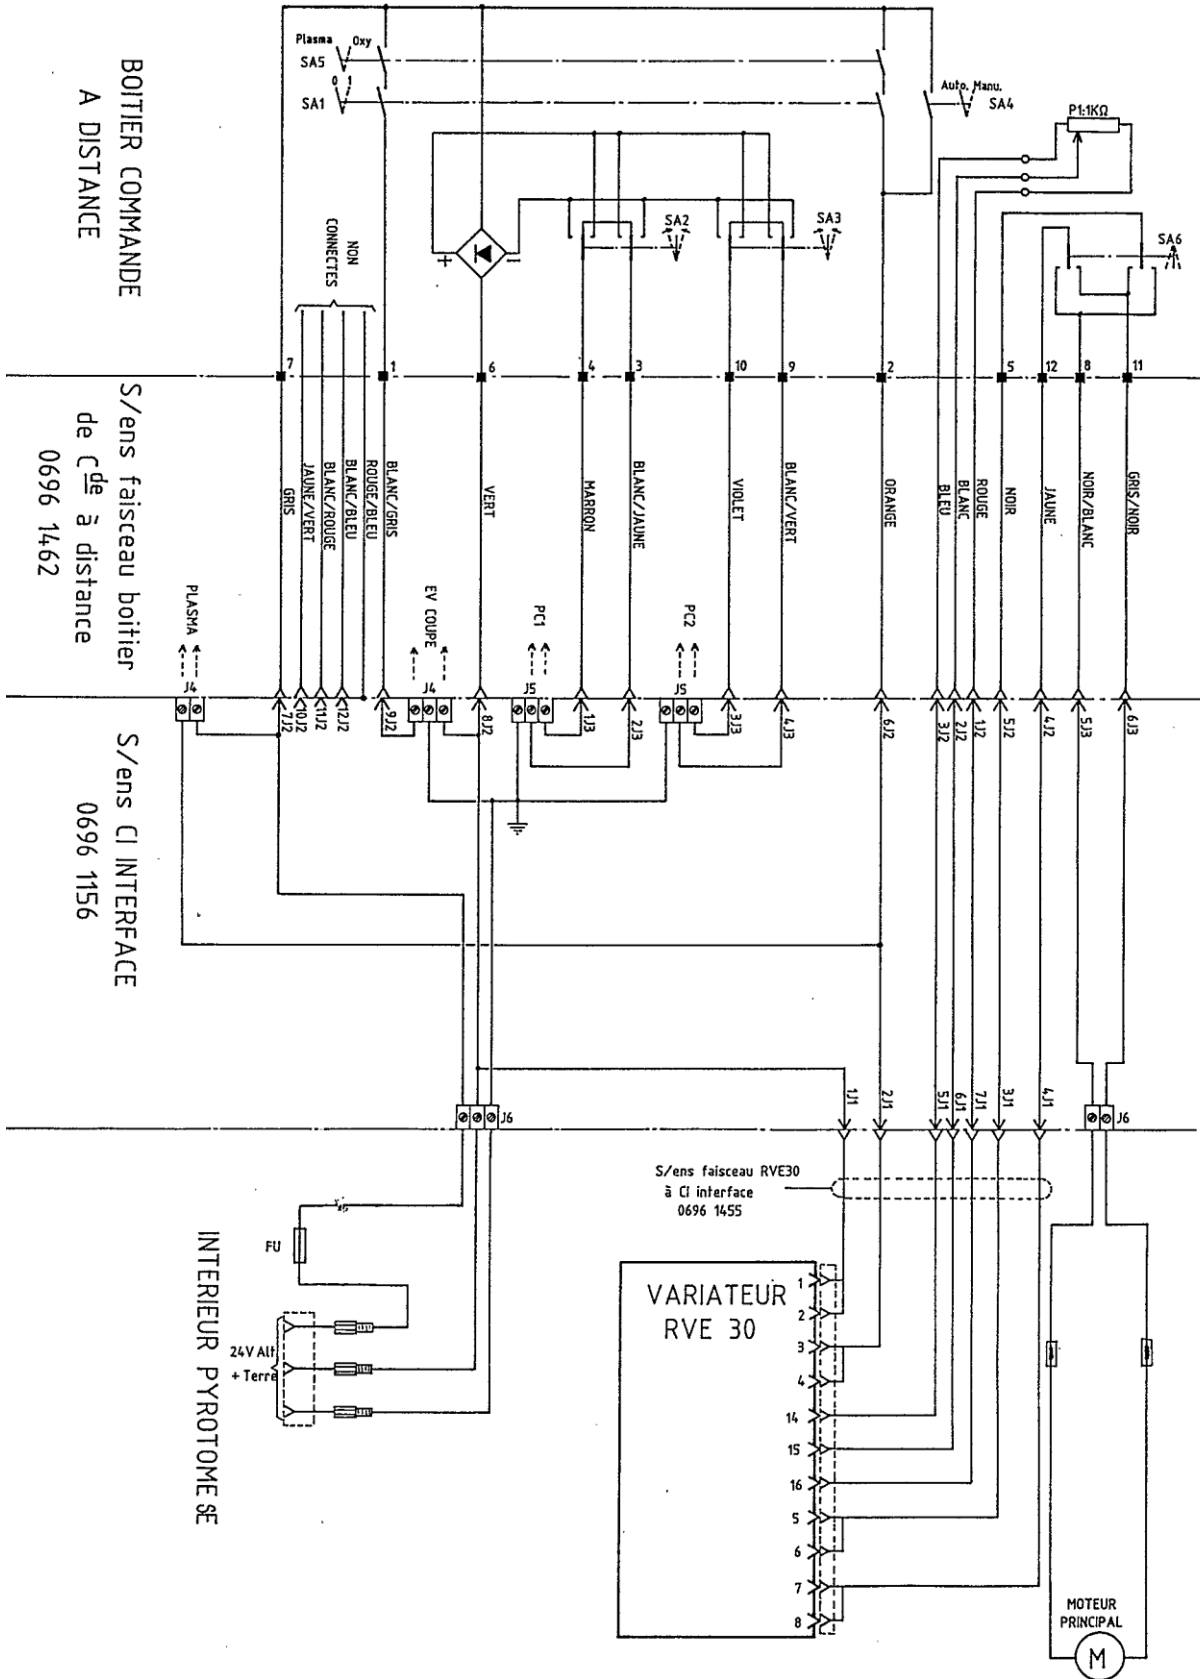 BOITIER COMMANDE
A DISTANCE
Plasma
Oxy
SA5
0 1
SA1
Auto. Manu.
SA4
P1:1KΩ
SA2
SA3
SA6
+
−
NON
CONNECTES
7
1
6
4
3
10
9
2
5
12
8
11
S/ens faisceau boitier
de Cde à distance
0696 1462
GRIS
JAUNE/VERT
BLANC/ROUGE
BLANC/BLEU
ROUGE/BLEU
BLANC/GRIS
VERT
MARRON
BLANC/JAUNE
VIOLET
BLANC/VERT
ORANGE
BLEU
BLANC
ROUGE
NOIR
JAUNE
NOIR/BLANC
GRIS/NOIR
PLASMA
EV COUPE
PC1
PC2
J4
J4
J5
J5
7J2
10J2
11J2
12J2
9J2
8J2
1J3
2J3
3J3
4J3
6J2
3J2
2J2
1J2
5J2
4J2
5J3
6J3
S/ens CI INTERFACE
0696 1156
1J1
2J1
5J1
6J1
7J1
3J1
4J1
J6
J6
S/ens faisceau RVE30
à CI interface
0696 1455
FU
24V Alt
+ Terre
INTERIEUR PYROTOME SE
VARIATEUR
RVE 30
1
2
3
4
14
15
16
5
6
7
8
MOTEUR
PRINCIPAL
M